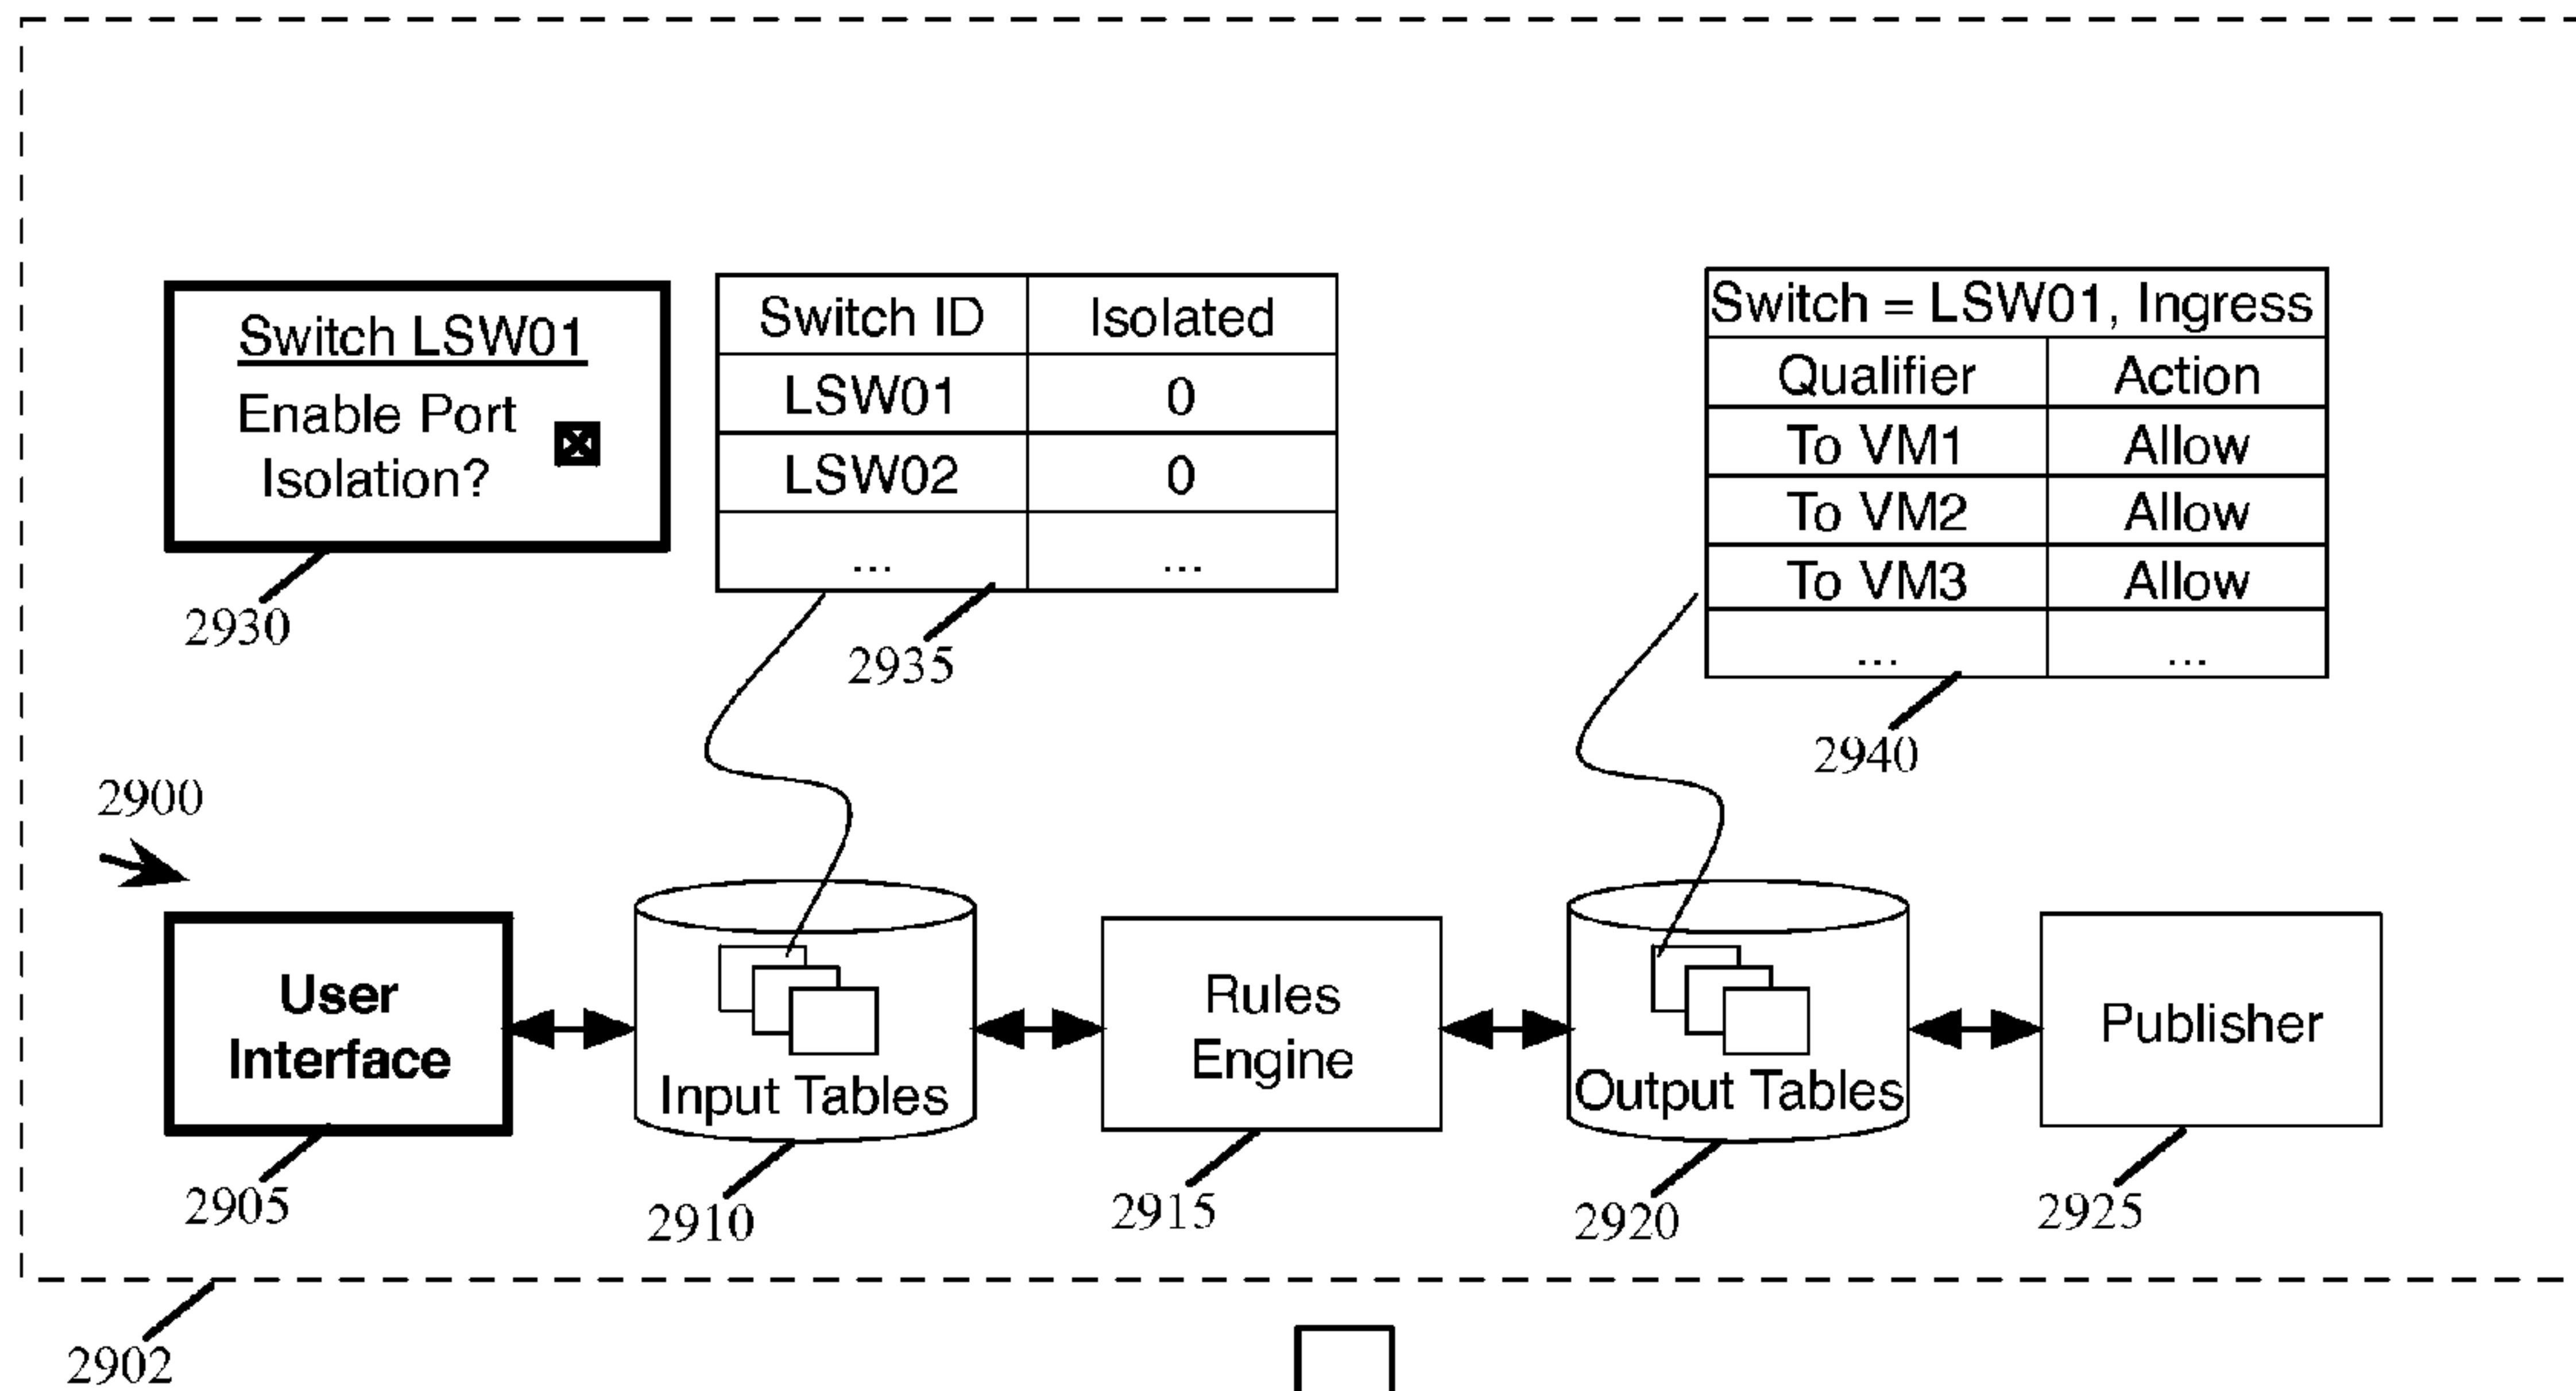 Switch LSW01
Enable Port
Isolation?
2930
Switch ID Isolated
LSW01 0
LSW02 0
... ...
2935
Switch = LSW01, Ingress
Qualifier Action
To VM1 Allow
To VM2 Allow
To VM3 Allow
... ...
2940
2900
User
Interface
2905
Input Tables
2910
Rules
Engine
2915
Output Tables
2920
Publisher
2925
2902